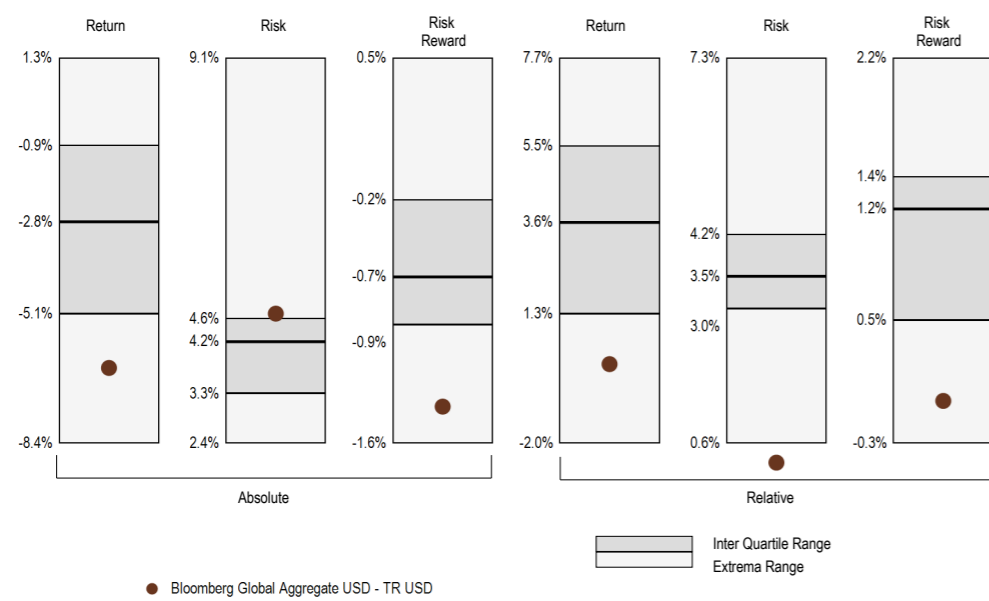 Return
Risk
Risk
Reward
Return
Risk
Risk
Reward
1.3%
-0.9%
-2.8%
-5.1%
-8.4%
9.1%
4.6%
4.2%
3.3%
2.4%
0.5%
-0.2%
-0.7%
-0.9%
-1.6%
7.7%
5.5%
3.6%
1.3%
-2.0%
7.3%
4.2%
3.5%
3.0%
0.6%
2.2%
1.4%
1.2%
0.5%
-0.3%
Absolute
Relative
Inter Quartile Range
Extrema Range
Bloomberg Global Aggregate USD - TR USD